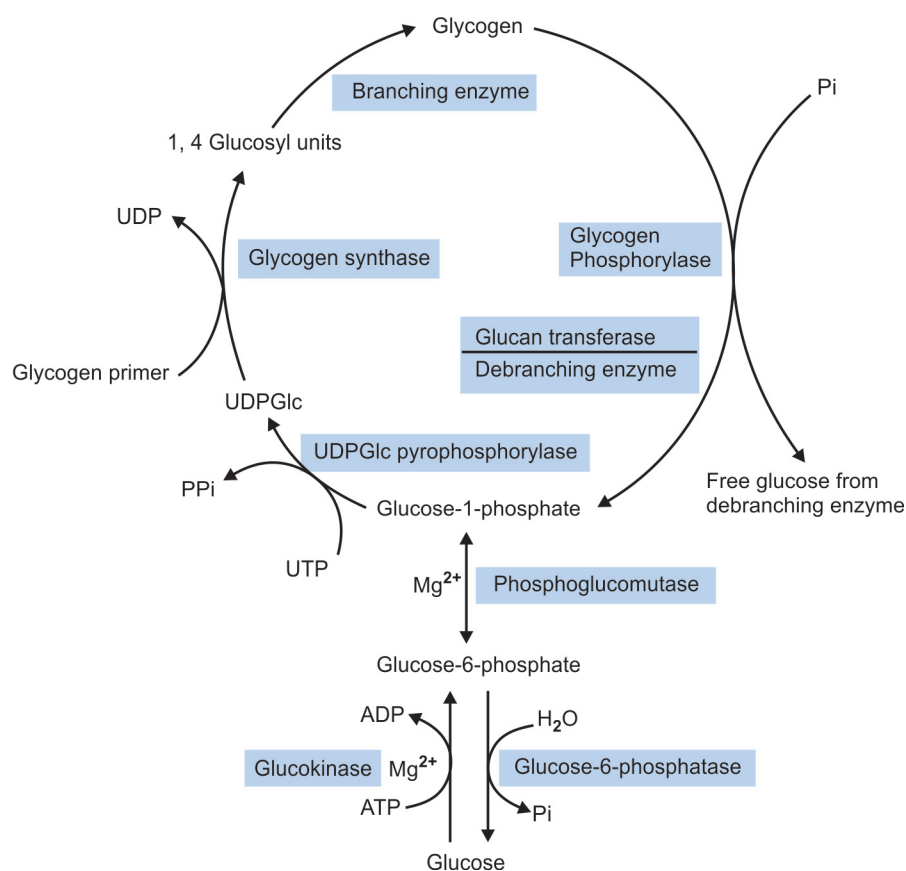 Glycogen
Branching enzyme
Pi
1, 4 Glucosyl units
UDP
Glycogen synthase
Glycogen
Phosphorylase
Glucan transferase
Debranching enzyme
Glycogen primer
UDPGlc
UDPGlc pyrophosphorylase
PPi
Free glucose from
debranching enzyme
Glucose-1-phosphate
UTP
Mg2+
Phosphoglucomutase
Glucose-6-phosphate
ADP
H2O
Glucokinase
Mg2+
Glucose-6-phosphatase
ATP
Pi
Glucose